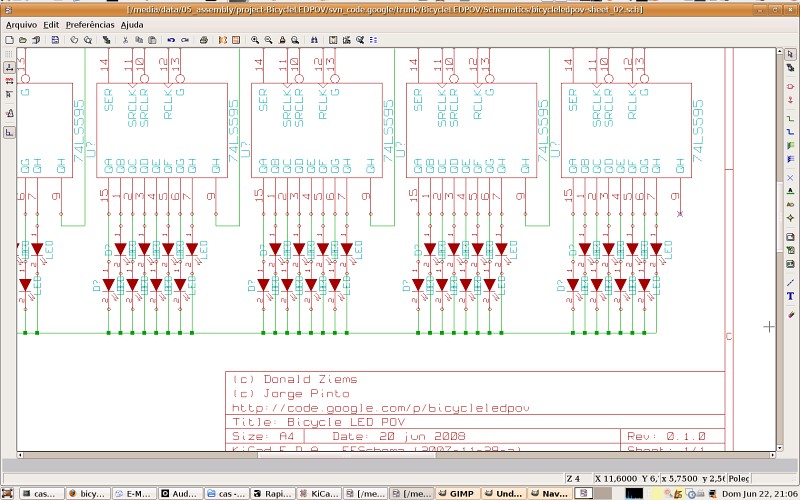 [/media/data/05_assembly/project-BicycleLEDPOV/svn_code.google/trunk/BicycleLEDPOV/Schematics/bicycleledpov-sheet_02.sch]
Arquivo Edit Preferências Ajuda
14 11 10 12 13 14 11 10 12 13 14 11 10 12 13 14 11 10 12 13
G SER SRCLK SRCLR RCLK G SER SRCLK SRCLR RCLK G SER SRCLK SRCLR RCLK G SER SRCLK SRCLR RCLK G
74LS595 74LS595 74LS595 74LS595 74LS595
U? U? U? U?
QG QH QH QA QB QC QD QE QF QG QH QH QA QB QC QD QE QF QG QH QH QA QB QC QD QE QF QG QH QH QA QB QC QD QE QF QG QH QH
6 7 9 15 1 2 3 4 5 6 7 9 15 1 2 3 4 5 6 7 9 15 1 2 3 4 5 6 7 9 15 1 2 3 4 5 6 7 9
LED LED LED LED LED
D? D? D? D?
LED LED LED LED LED
C
(c) Donald Ziems
(c) Jorge Pinto
http://code.google.com/p/bicycleledpov
Title: Bicycle LED POV
Size: A4 Date: 20 jun 2008 Rev: 0.1.0
KiCad E.D.A. EESchema (2007-11-29-a) Sheet: 1/1
Z 4 X 11,6000 Y 6, x 5,7500 y 2,5( Poleg
cas... bicy... E-M... Aud... cas -... Rapi... KiCa... [/me... [/me... GIMP Und... Nav... Dom Jun 22, 21:06